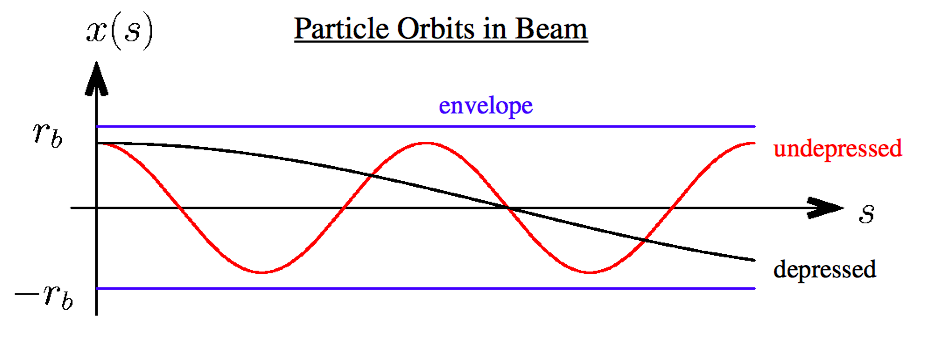 x(s)
Particle Orbits in Beam
envelope
r_b
undepressed
s
depressed
-r_b